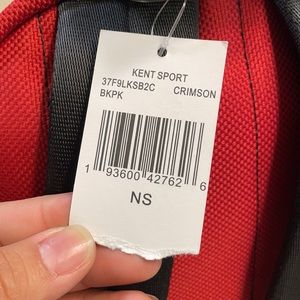 KENT SPORT
37F9LKSB2C CRIMSON
BKPK
1 93600 42762 6
NS